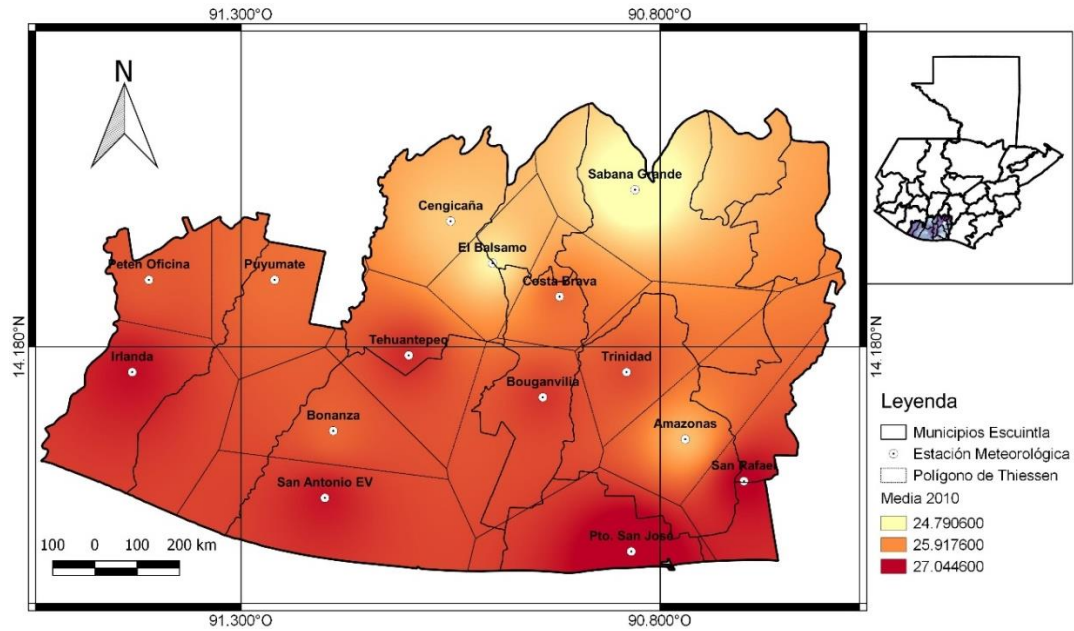 91.300°O
90.800°O
N
Sabana Grande
Cengicaña
El Balsamo
Petén Oficina
Puyumate
Costa Brava
14.180°N
14.180°N
Tehuantepeq
Irlanda
Trinidad
Bouganvilia
Bonanza
Amazonas
San Rafael
San Antonio EV
Pto. San José
100 0 100 200 km
91.300°O
90.800°O
Leyenda
Municipios Escuintla
Estación Meteorológica
Polígono de Thiessen
Media 2010
24.790600
25.917600
27.044600